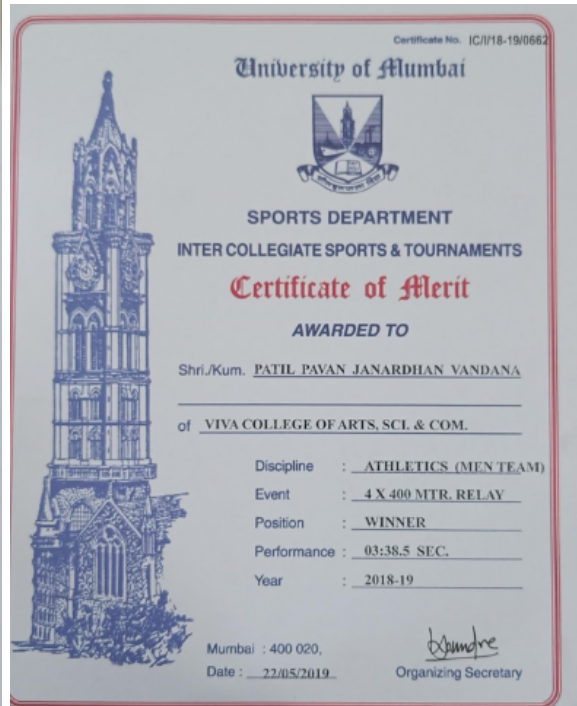 Certificate No. IC/I/18-19/0662
University of Mumbai
SPORTS DEPARTMENT
INTER COLLEGIATE SPORTS & TOURNAMENTS
Certificate of Merit
AWARDED TO
Shri./Kum. PATIL PAVAN JANARDHAN VANDANA
of VIVA COLLEGE OF ARTS, SCI. & COM.
Discipline : ATHLETICS (MEN TEAM)
Event : 4 X 400 MTR. RELAY
Position : WINNER
Performance : 03:38.5 SEC.
Year : 2018-19
Mumbai : 400 020,
Date : 22/05/2019
Organizing Secretary